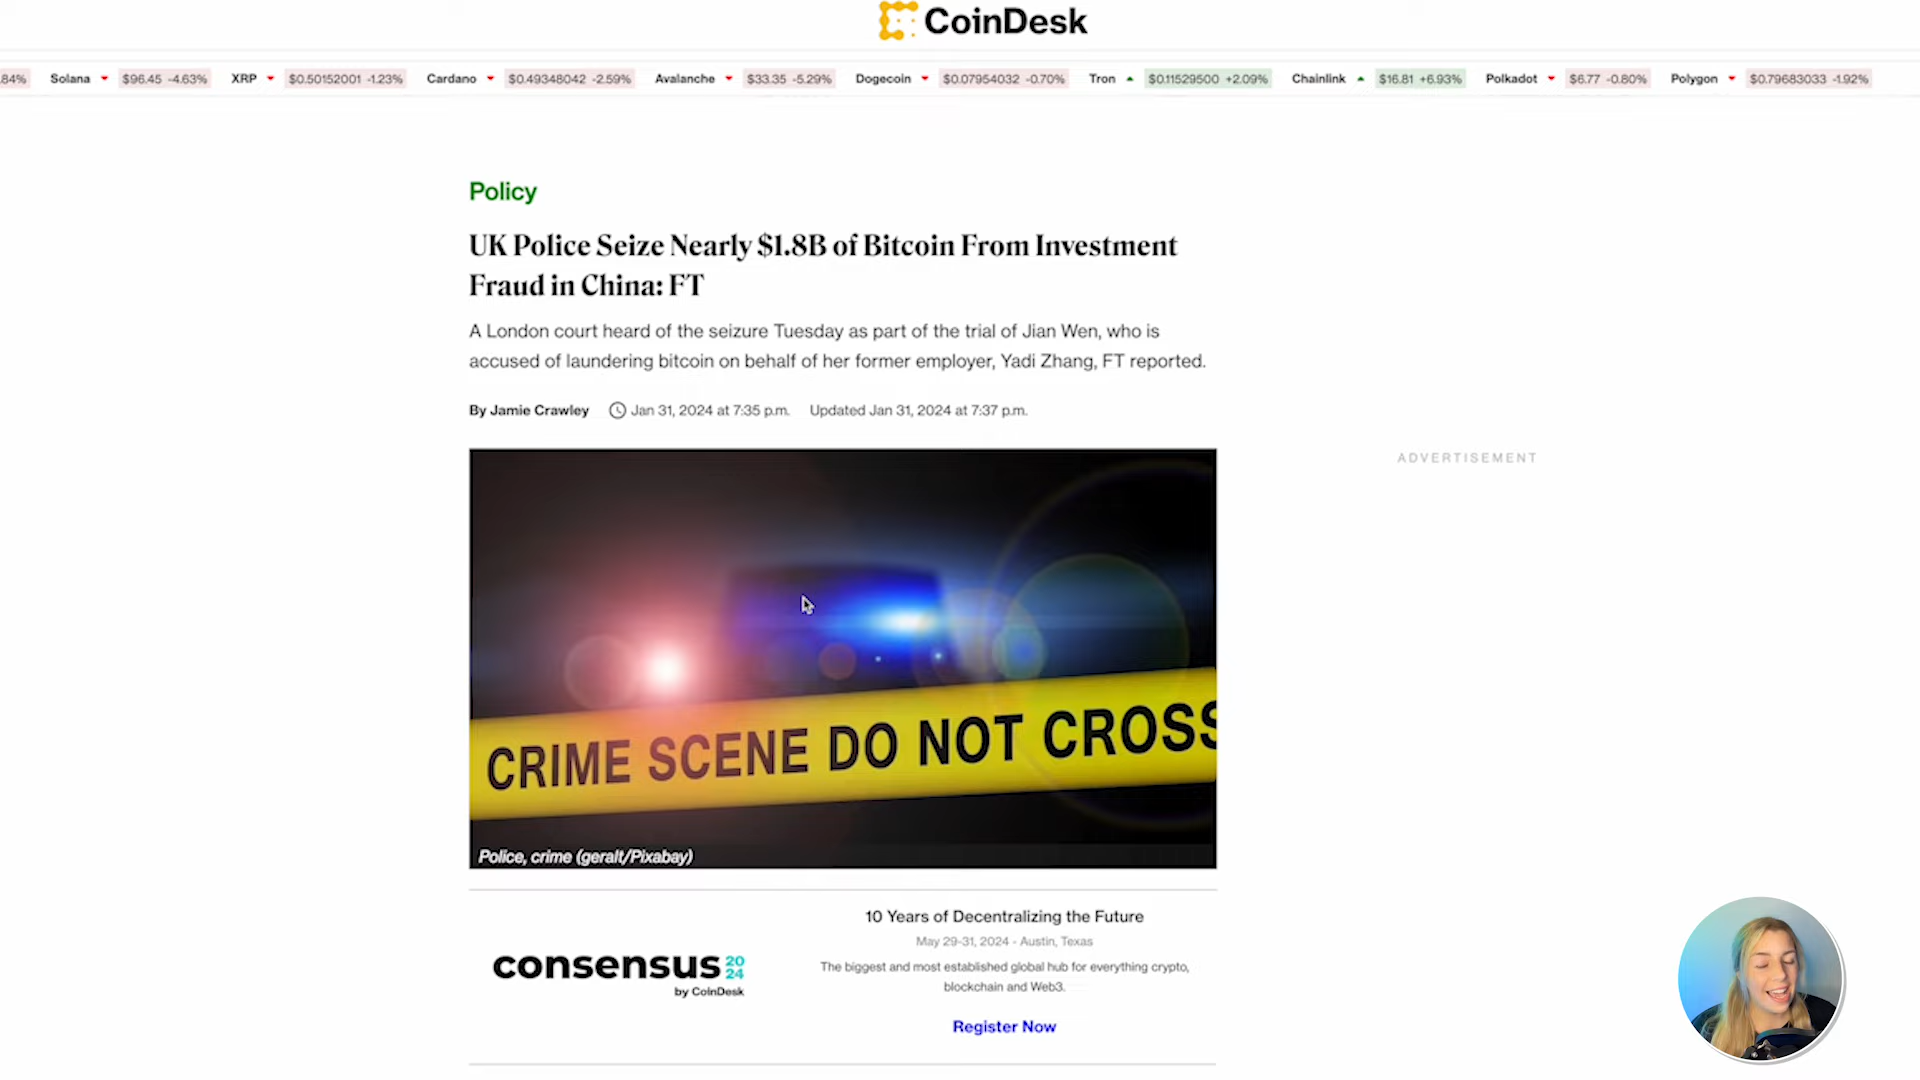 CoinDesk
.84% Solana $96.45 -4.63% XRP $0.50152001 -1.23% Cardano $0.49348042 -2.59% Avalanche $33.35 -5.29% Dogecoin $0.07954032 -0.70% Tron $0.11529500 +2.09% Chainlink $16.81 +6.93% Polkadot $6.77 -0.80% Polygon $0.79683033 -1.92%
Policy
UK Police Seize Nearly $1.8B of Bitcoin From Investment
Fraud in China: FT
A London court heard of the seizure Tuesday as part of the trial of Jian Wen, who is
accused of laundering bitcoin on behalf of her former employer, Yadi Zhang, FT reported.
By Jamie Crawley Jan 31, 2024 at 7:35 p.m. Updated Jan 31, 2024 at 7:37 p.m.
ADVERTISEMENT
CRIME SCENE DO NOT CROSS
Police, crime (geralt/Pixabay)
10 Years of Decentralizing the Future
May 29-31, 2024 - Austin, Texas
consensus 2024
by CoinDesk
The biggest and most established global hub for everything crypto,
blockchain and Web3.
Register Now